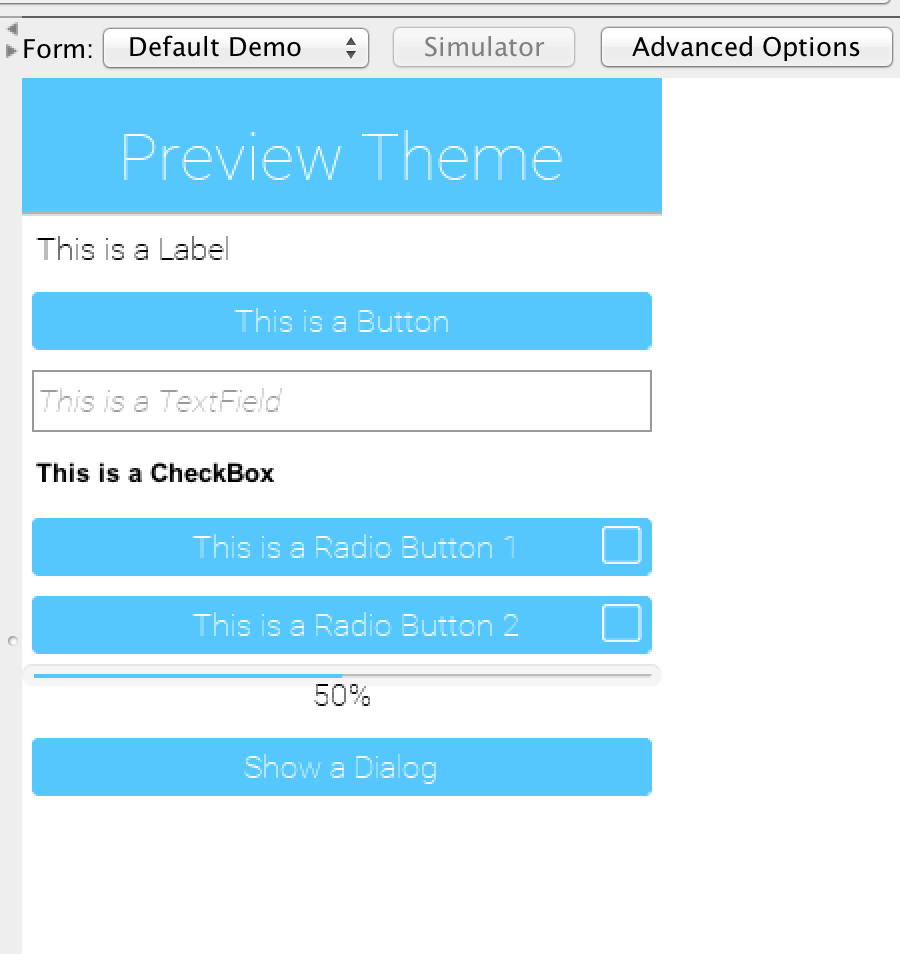 Form: Default Demo Simulator Advanced Options
Preview Theme
This is a Label
This is a Button
This is a TextField
This is a CheckBox
This is a Radio Button 1
This is a Radio Button 2
50%
Show a Dialog